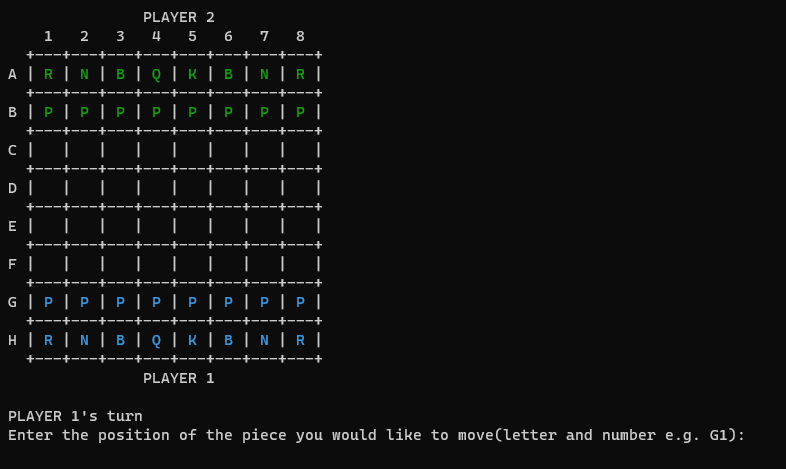 PLAYER 2
1 2 3 4 5 6 7 8
+---+---+---+---+---+---+---+---+
A | R | N | B | Q | K | B | N | R |
+---+---+---+---+---+---+---+---+
B | P | P | P | P | P | P | P | P |
+---+---+---+---+---+---+---+---+
C |   |   |   |   |   |   |   |   |
+---+---+---+---+---+---+---+---+
D |   |   |   |   |   |   |   |   |
+---+---+---+---+---+---+---+---+
E |   |   |   |   |   |   |   |   |
+---+---+---+---+---+---+---+---+
F |   |   |   |   |   |   |   |   |
+---+---+---+---+---+---+---+---+
G | P | P | P | P | P | P | P | P |
+---+---+---+---+---+---+---+---+
H | R | N | B | Q | K | B | N | R |
+---+---+---+---+---+---+---+---+
PLAYER 1
PLAYER 1's turn
Enter the position of the piece you would like to move(letter and number e.g. G1):